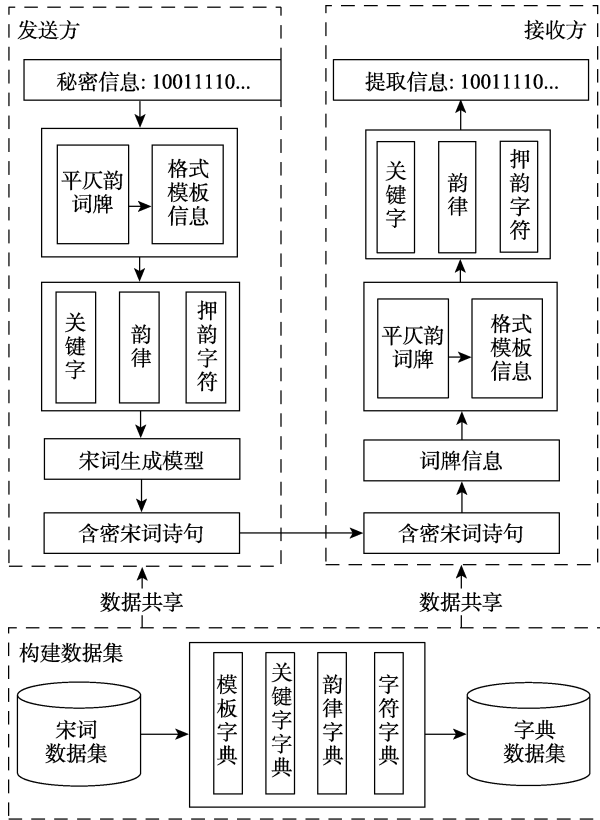 发送方
秘密信息: 10011110...
平仄韵
词牌
格式
模板
信息
关键字
韵律
押韵字符
宋词生成模型
含密宋词诗句
接收方
提取信息: 10011110...
关键字
韵律
押韵字符
平仄韵
词牌
格式
模板
信息
词牌信息
含密宋词诗句
数据共享
数据共享
构建数据集
宋词
数据集
模板字典
关键字字典
韵律字典
字符字典
字典
数据集